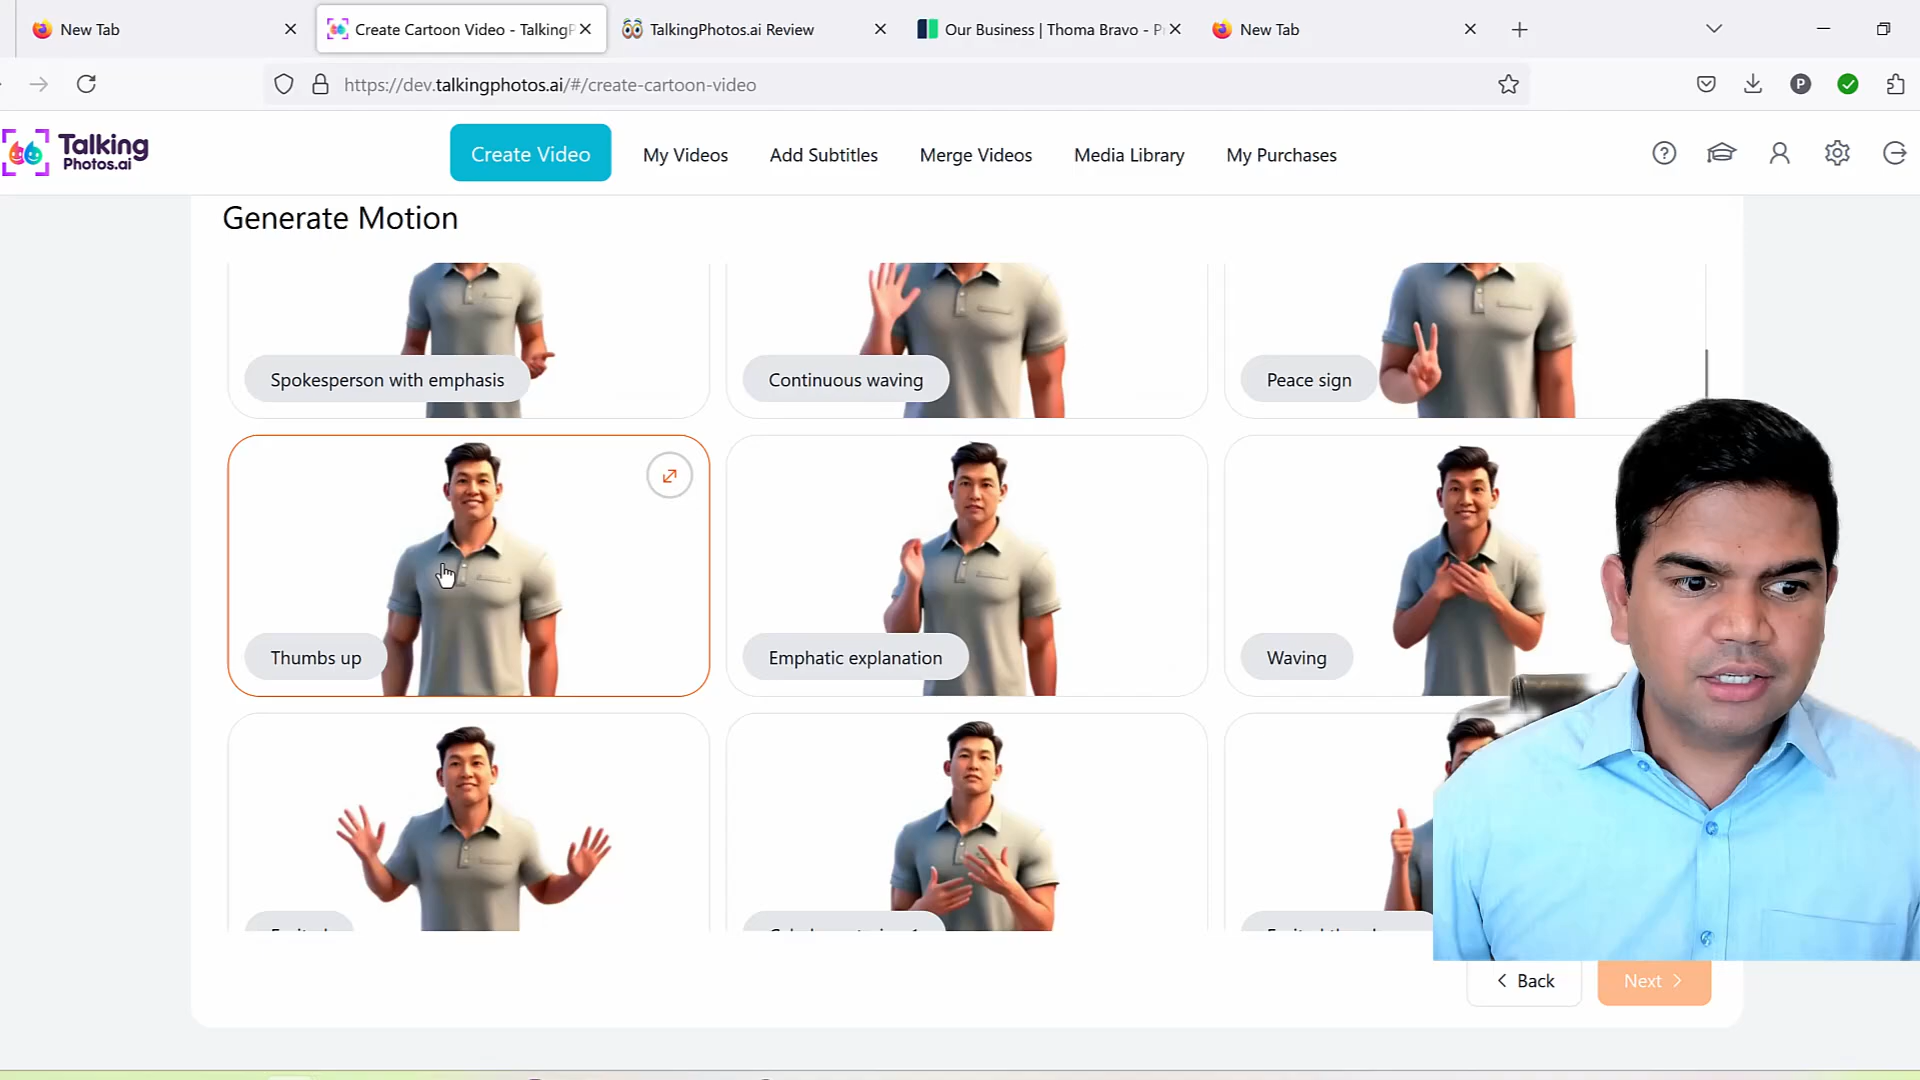 New Tab
Create Cartoon Video - TalkingP
TalkingPhotos.ai Review
Our Business | Thoma Bravo - P
New Tab
https://dev.talkingphotos.ai/#/create-cartoon-video
P
Talking
Photos.ai
Create Video
My Videos
Add Subtitles
Merge Videos
Media Library
My Purchases
Generate Motion
Spokesperson with emphasis
Continuous waving
Peace sign
Thumbs up
Emphatic explanation
Waving
Back
Next